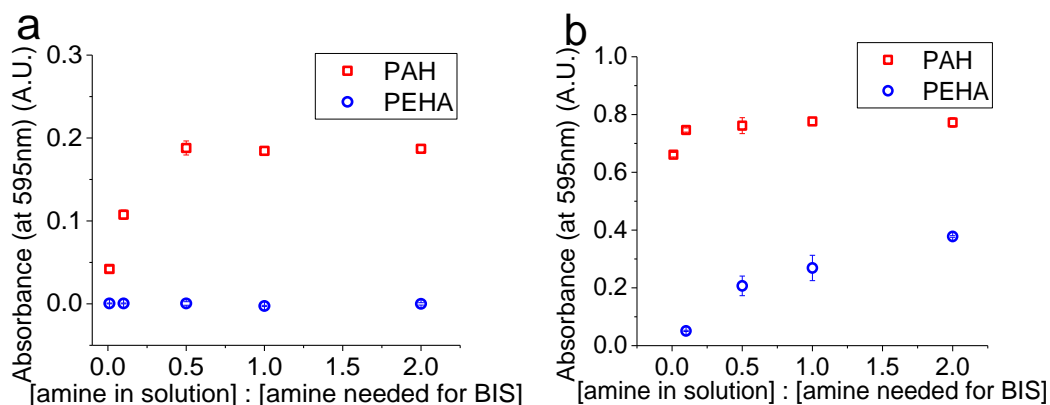 a
Absorbance (at 595nm) (A.U.)
0.3
0.2
0.1
0.0
PAH
PEHA
0.0 0.5 1.0 1.5 2.0
[amine in solution] : [amine needed for BIS]
b
Absorbance (at 595nm) (A.U.)
1.0
0.8
0.6
0.4
0.2
0.0
PAH
PEHA
0.0 0.5 1.0 1.5 2.0
[amine in solution] : [amine needed for BIS]